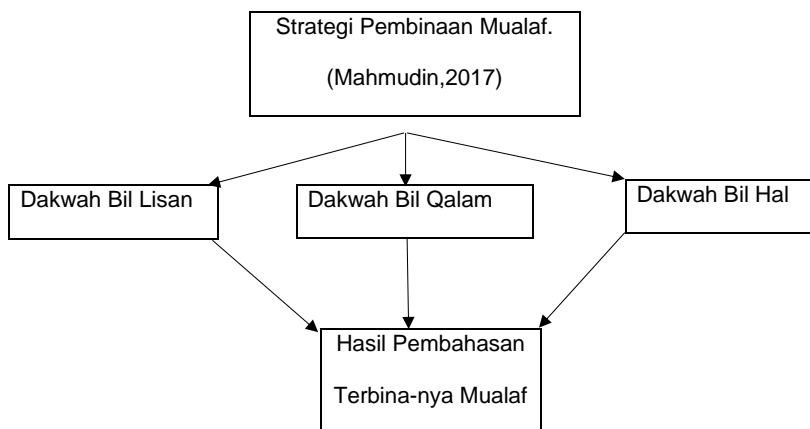 Strategi Pembinaan Mualaf.
(Mahmudin,2017)
Dakwah Bil Lisan
Dakwah Bil Qalam
Dakwah Bil Hal
Hasil Pembahasan
Terbina-nya Mualaf